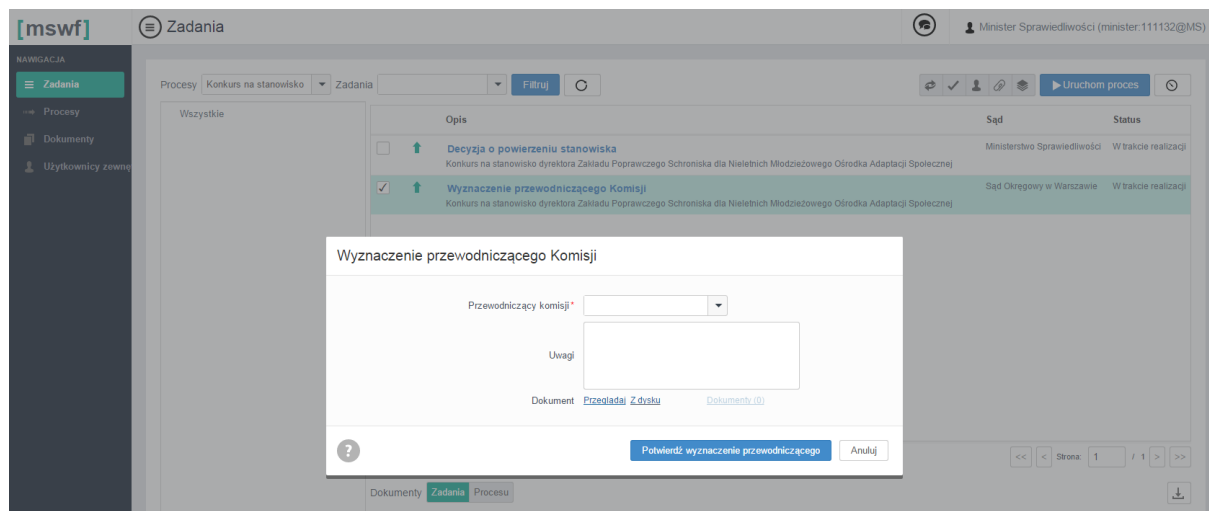 [mswf]
Zadania
Minister Sprawiedliwości (minister:111132@MS)
NAWIGACJA
Zadania
Procesy
Dokumenty
Użytkownicy zewnę
Procesy Konkurs na stanowisko Zadania Filtruj Uruchom proces
Wszystkie
Opis Sąd Status
Decyzja o powierzeniu stanowiska Ministerstwo Sprawiedliwości W trakcie realizacji
Konkurs na stanowisko dyrektora Zakładu Poprawczego Schroniska dla Nieletnich Młodzieżowego Ośrodka Adaptacji Społecznej
Wyznaczenie przewodniczącego Komisji Sąd Okręgowy w Warszawie W trakcie realizacji
Konkurs na stanowisko dyrektora Zakładu Poprawczego Schroniska dla Nieletnich Młodzieżowego Ośrodka Adaptacji Społecznej
Wyznaczenie przewodniczącego Komisji
Przewodniczący komisji*
Uwagi
Dokument Przeglądaj Z dysku Dokumenty (0)
? Potwierdź wyznaczenie przewodniczącego Anuluj
<< < Strona: 1 / 1 > >>
Dokumenty Zadania Procesu